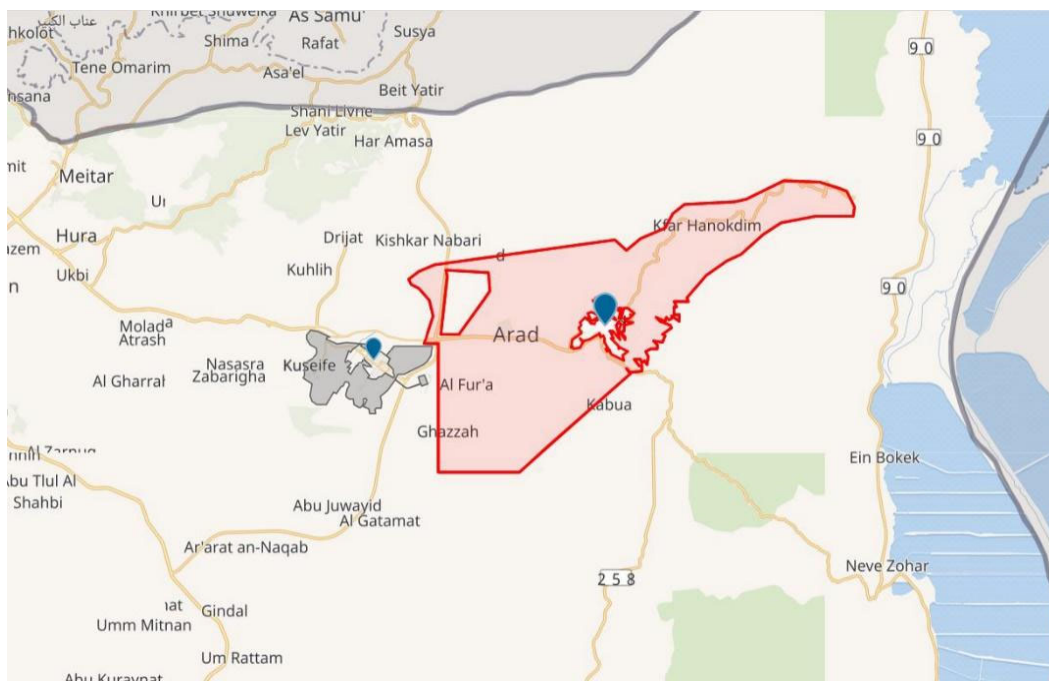 عناب الكبير
As Samu'
Susya
Shima
Rafat
Tene Omarim
Asa'el
Beit Yatir
Shani Livne
Lev Yatir
Har Amasa
Meitar
90
90
Hura
Ukbi
Drijat
Kishkar Nabari
Kfar Hanokdim
d
Kuhlih
90
Molada
Atrash
Arad
Nasasra
Zabarigha
Kuseife
Al Fur'a
Kabua
Ghazzah
Ein Bokek
Abu Tlul Al
Shahbi
Abu Juwayid
Al Gatamat
Ar'arat an-Naqab
Neve Zohar
258
Gindal
Umm Mitnan
Um Rattam